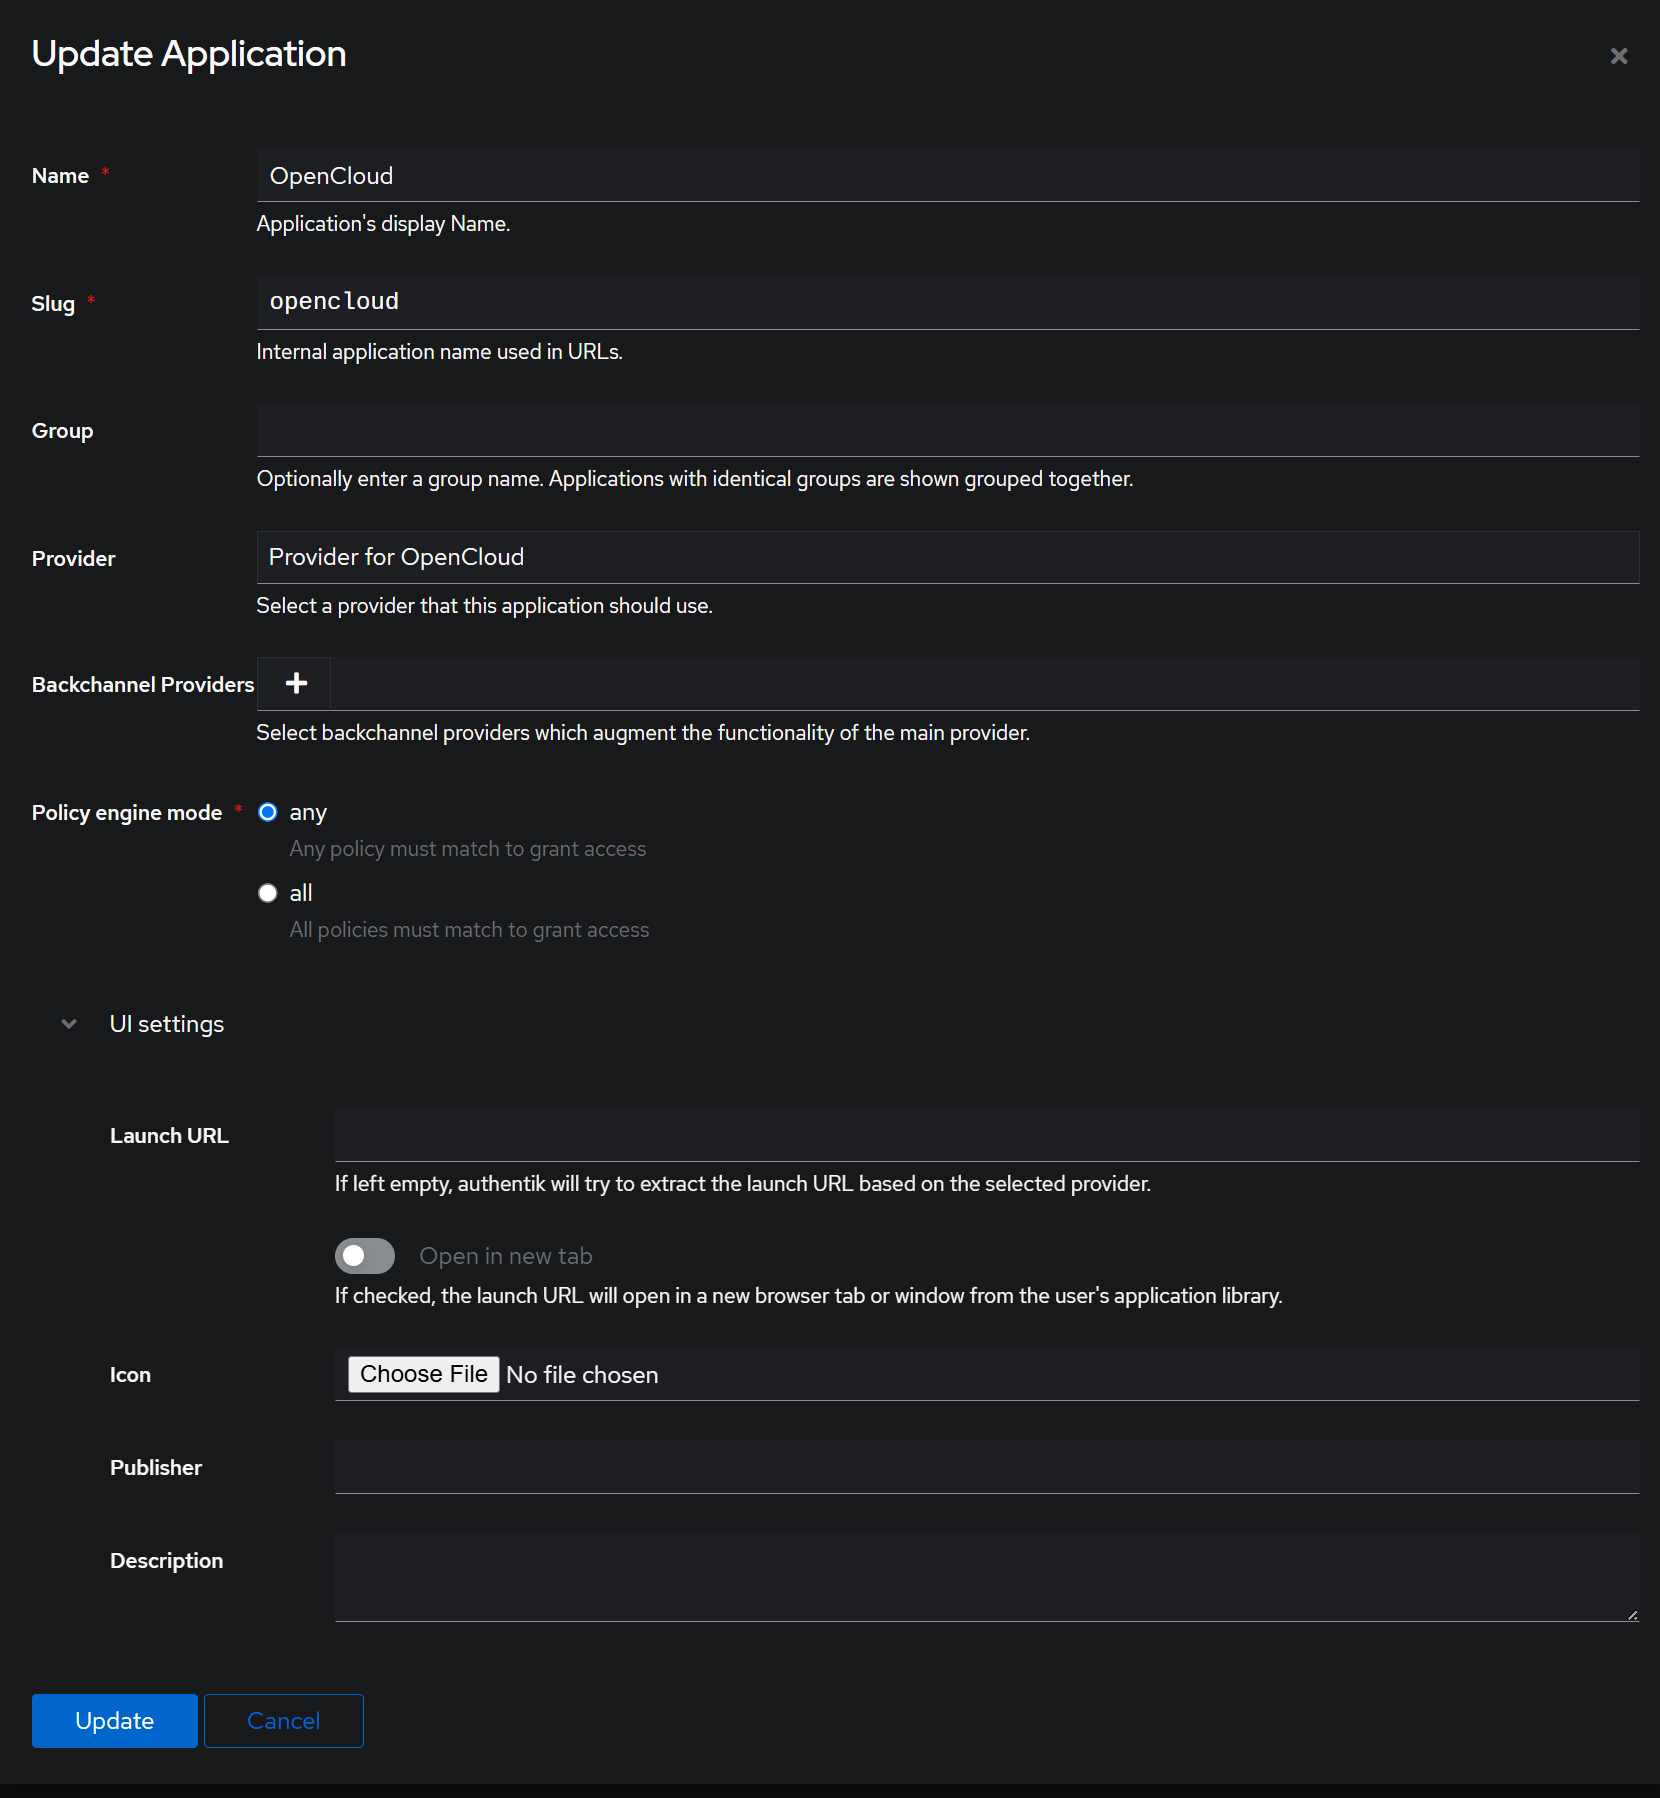 Update Application
Name *
OpenCloud
Application's display Name.
Slug *
opencloud
Internal application name used in URLs.
Group
Optionally enter a group name. Applications with identical groups are shown grouped together.
Provider
Provider for OpenCloud
Select a provider that this application should use.
Backchannel Providers
Select backchannel providers which augment the functionality of the main provider.
Policy engine mode *
any
Any policy must match to grant access
all
All policies must match to grant access
UI settings
Launch URL
If left empty, authentik will try to extract the launch URL based on the selected provider.
Open in new tab
If checked, the launch URL will open in a new browser tab or window from the user's application library.
Icon
Choose File No file chosen
Publisher
Description
Update Cancel